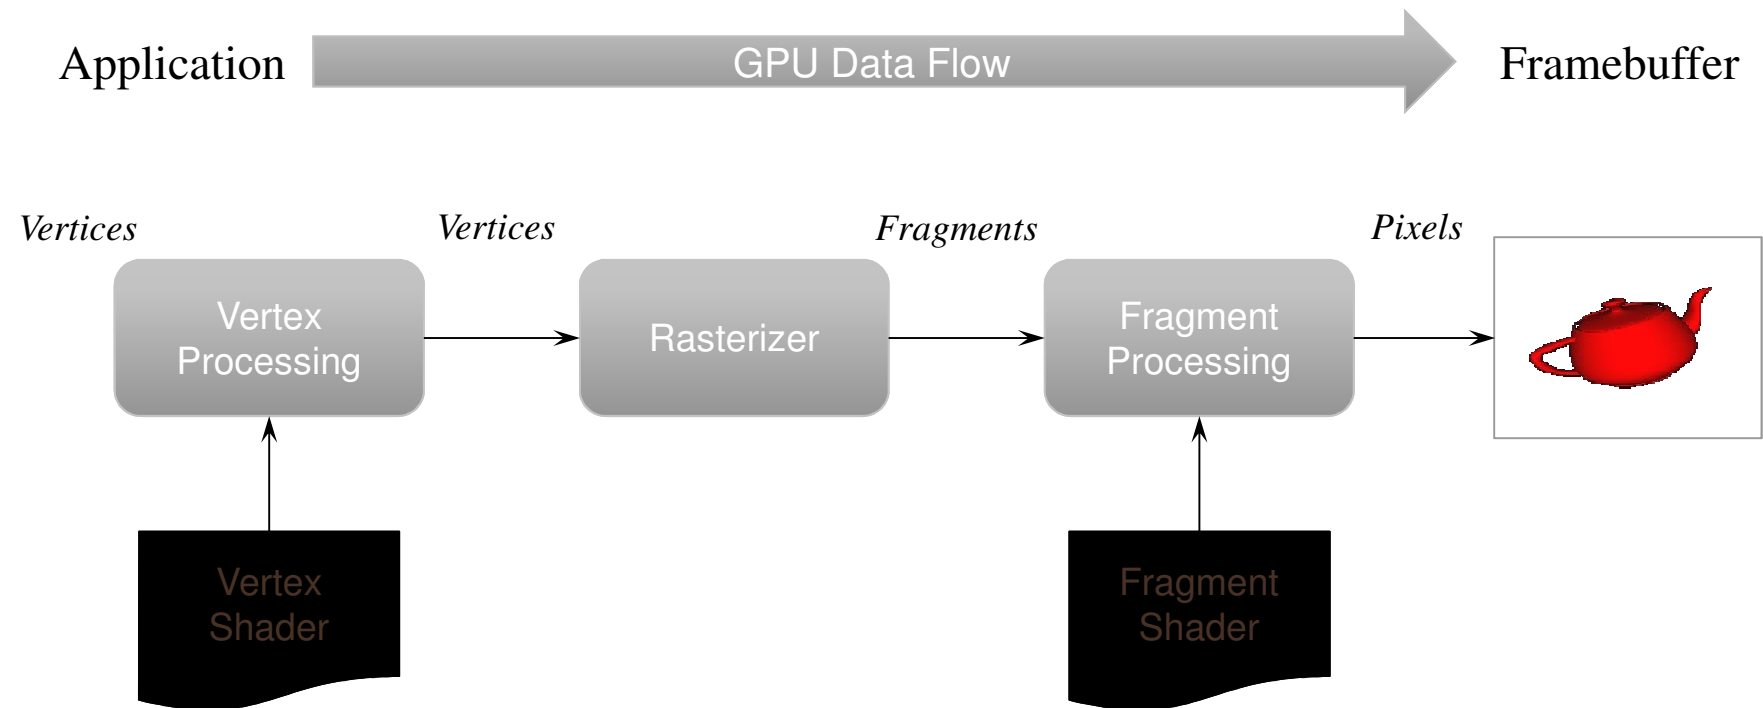 Application
GPU Data Flow
Framebuffer
Vertices
Vertices
Fragments
Pixels
Vertex
Processing
Rasterizer
Fragment
Processing
Vertex
Shader
Fragment
Shader